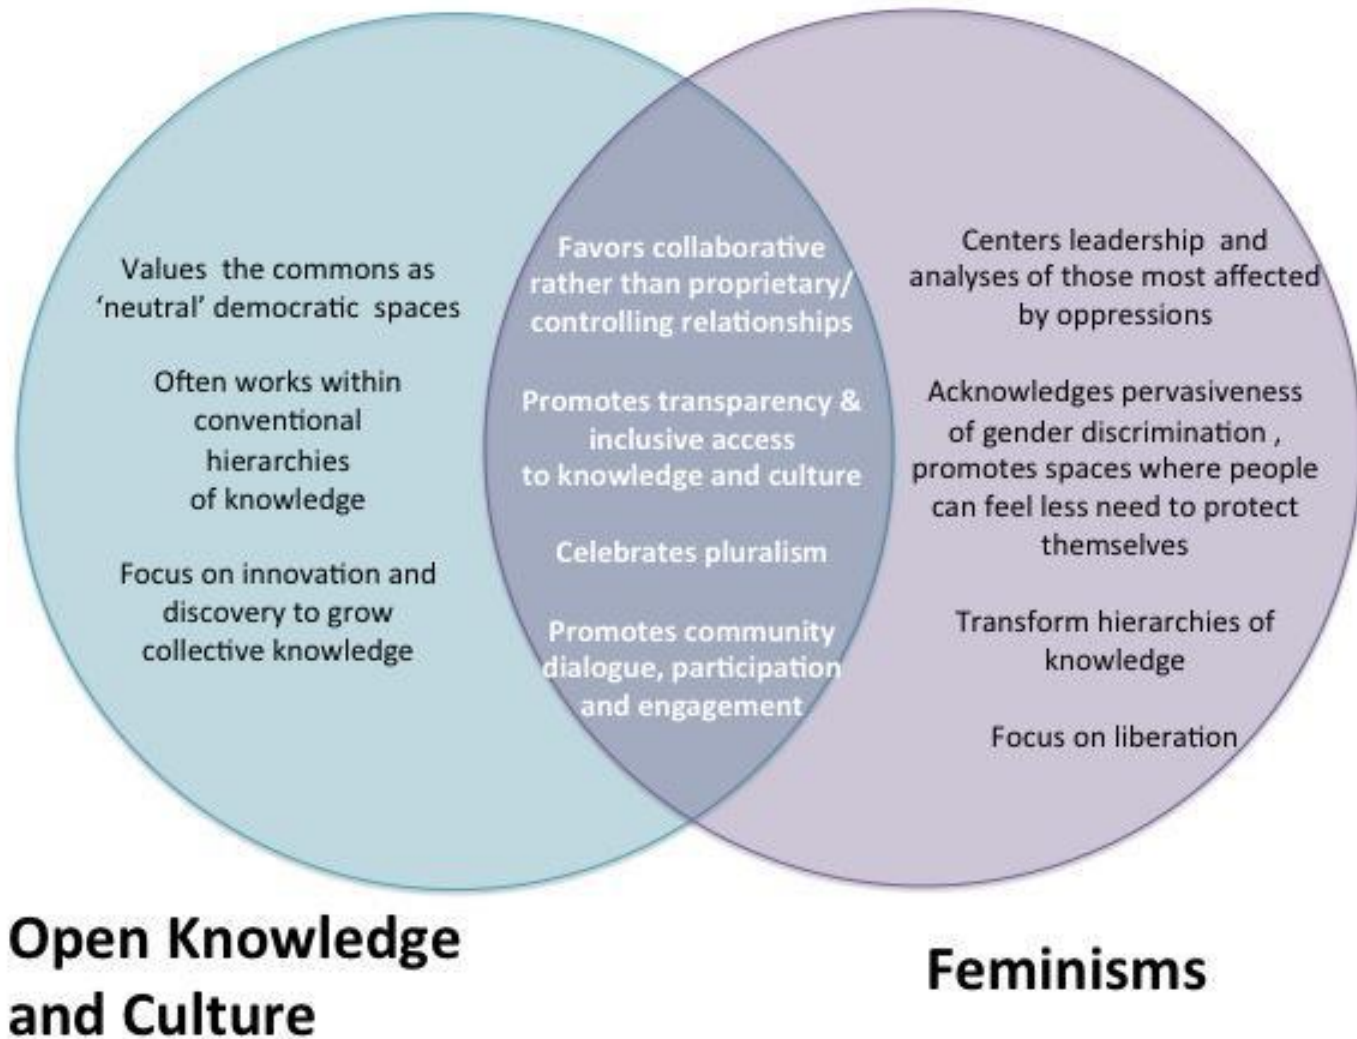 Values the commons as
‘neutral’ democratic spaces
Often works within
conventional
hierarchies
of knowledge
Focus on innovation and
discovery to grow
collective knowledge
Favors collaborative
rather than proprietary/
controlling relationships
Promotes transparency &
inclusive access
to knowledge and culture
Celebrates pluralism
Promotes community
dialogue, participation
and engagement
Centers leadership and
analyses of those most affected
by oppressions
Acknowledges pervasiveness
of gender discrimination ,
promotes spaces where people
can feel less need to protect
themselves
Transform hierarchies of
knowledge
Focus on liberation
Open Knowledge
and Culture
Feminisms